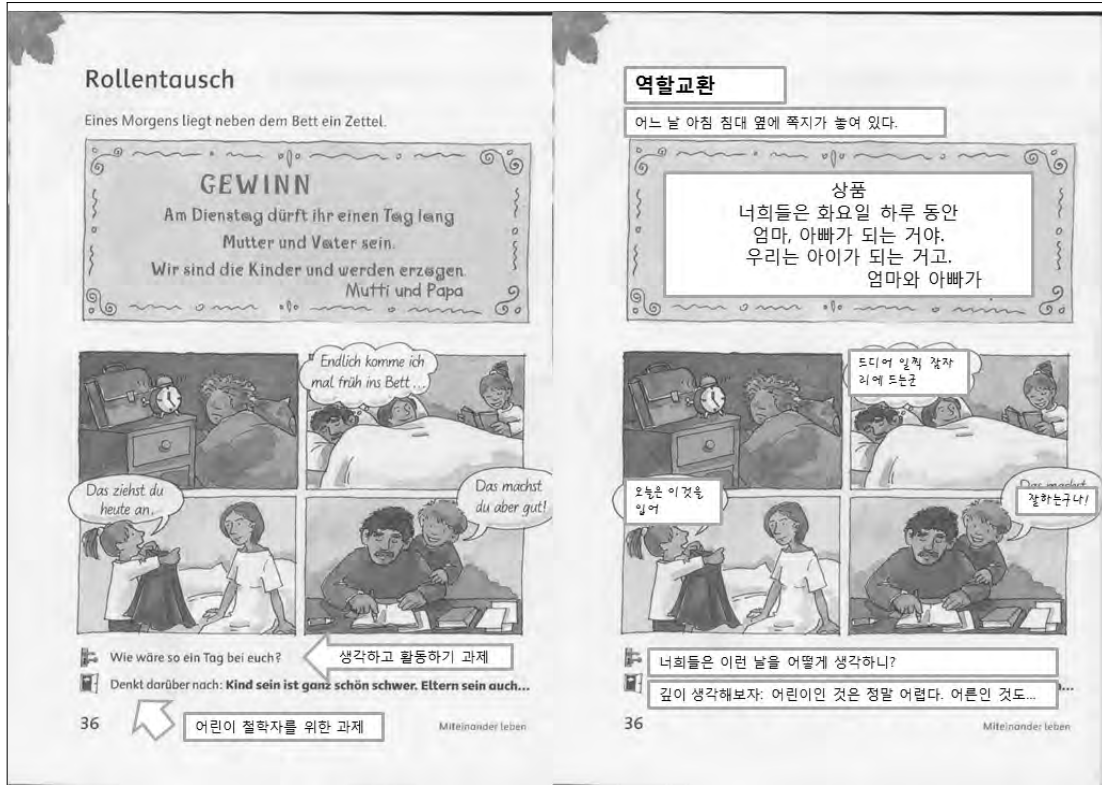 Rollentausch
Eines Morgens liegt neben dem Bett ein Zettel.
GEWINN
Am Dienstag dürft ihr einen Tag lang
Mutter und Vater sein.
Wir sind die Kinder und werden erzogen
Mutti und Papa
Endlich komme ich
mal früh ins Bett ...
Das ziehst du
heute an.
Das machst
du aber gut!
Wie wäre so ein Tag bei euch?
생각하고 활동하기 과제
Denkt darüber nach: Kind sein ist ganz schön schwer. Eltern sein auch...
36
어린이 철학자를 위한 과제
Miteinander leben
역할교환
어느 날 아침 침대 옆에 쪽지가 놓여 있다.
상품
너희들은 화요일 하루 동안
엄마, 아빠가 되는 거야.
우리는 아이가 되는 거고.
엄마와 아빠가
드디어 일찍 잠자
리에 드는군
오늘은 이것을
입어
Das machst
잘하는구나!
너희들은 이런 날을 어떻게 생각하니?
깊이 생각해보자: 어린이인 것은 정말 어렵다. 어른인 것도...
36
Miteinander leben